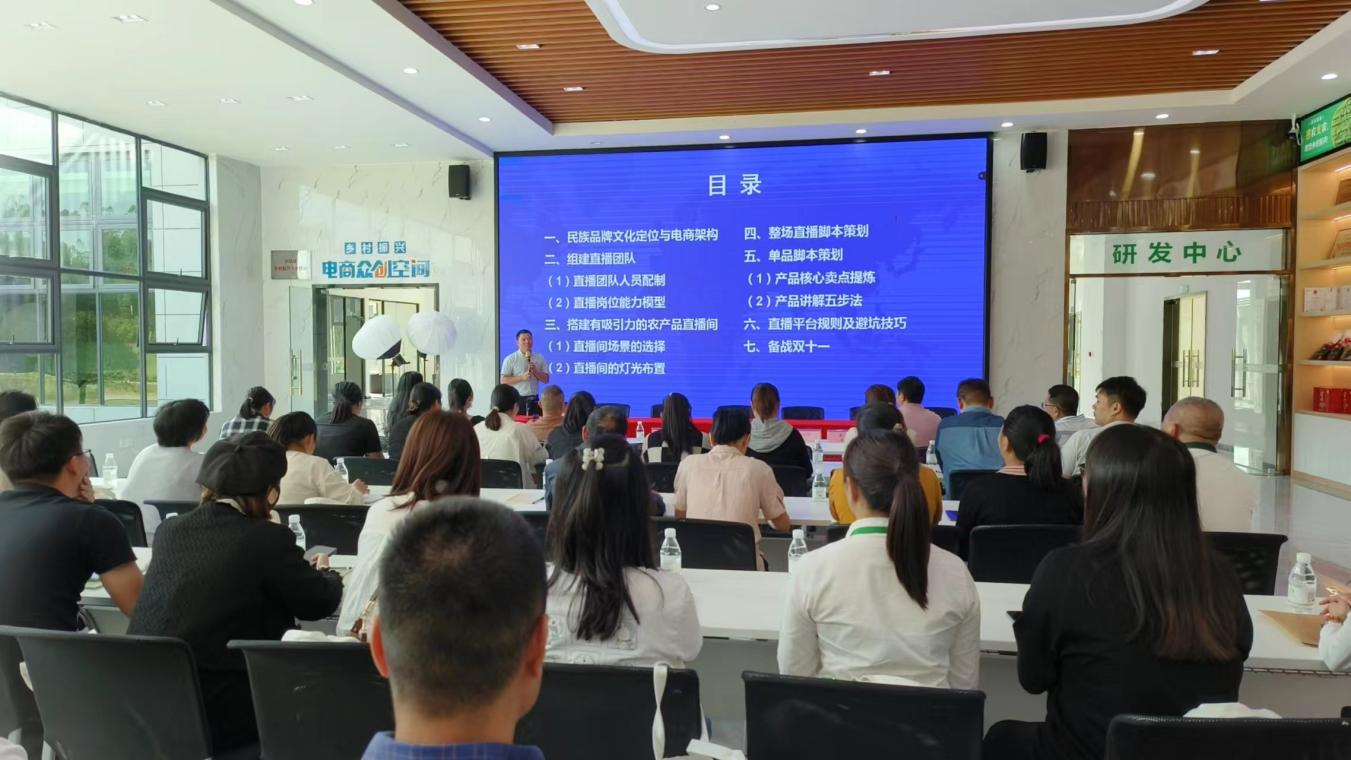 目录
一、民族品牌文化定位与电商架构
二、组建直播团队
（1）直播团队人员配制
（2）直播岗位能力模型
三、搭建有吸引力的农产品直播间
（1）直播间场景的选择
（2）直播间的灯光布置
四、整场直播脚本策划
五、单品脚本策划
（1）产品核心卖点提炼
（2）产品讲解五步法
六、直播平台规则及避坑技巧
七、备战双十一
乡村振兴
电商众创空间
研发中心